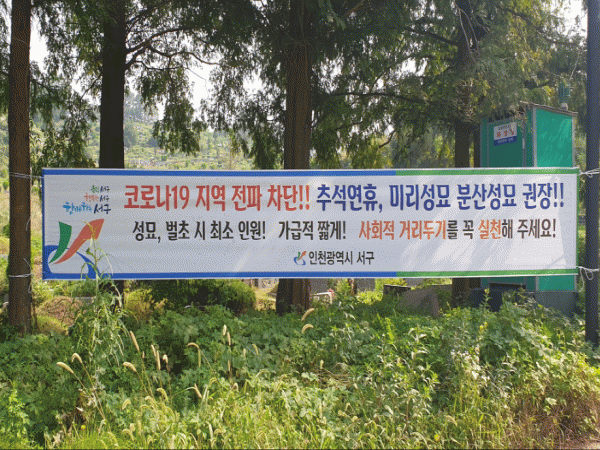 코로나19 지역 전파 차단!! 추석연휴, 미리성묘 분산성묘 권장!!
성묘, 벌초 시 최소 인원! 가급적 짧게! 사회적 거리두기를 꼭 실천해 주세요!
인천광역시 서구